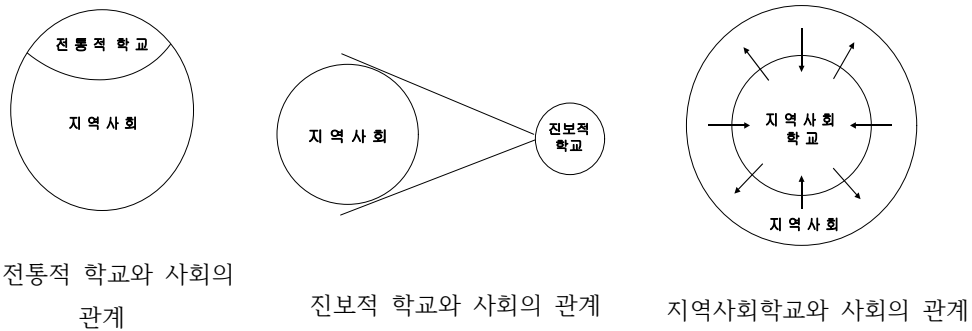 전통적 학교
지역사회
전통적 학교와 사회의
관계
지역사회
진보적
학교
진보적 학교와 사회의 관계
지역사회
학교
지역사회
지역사회학교와 사회의 관계